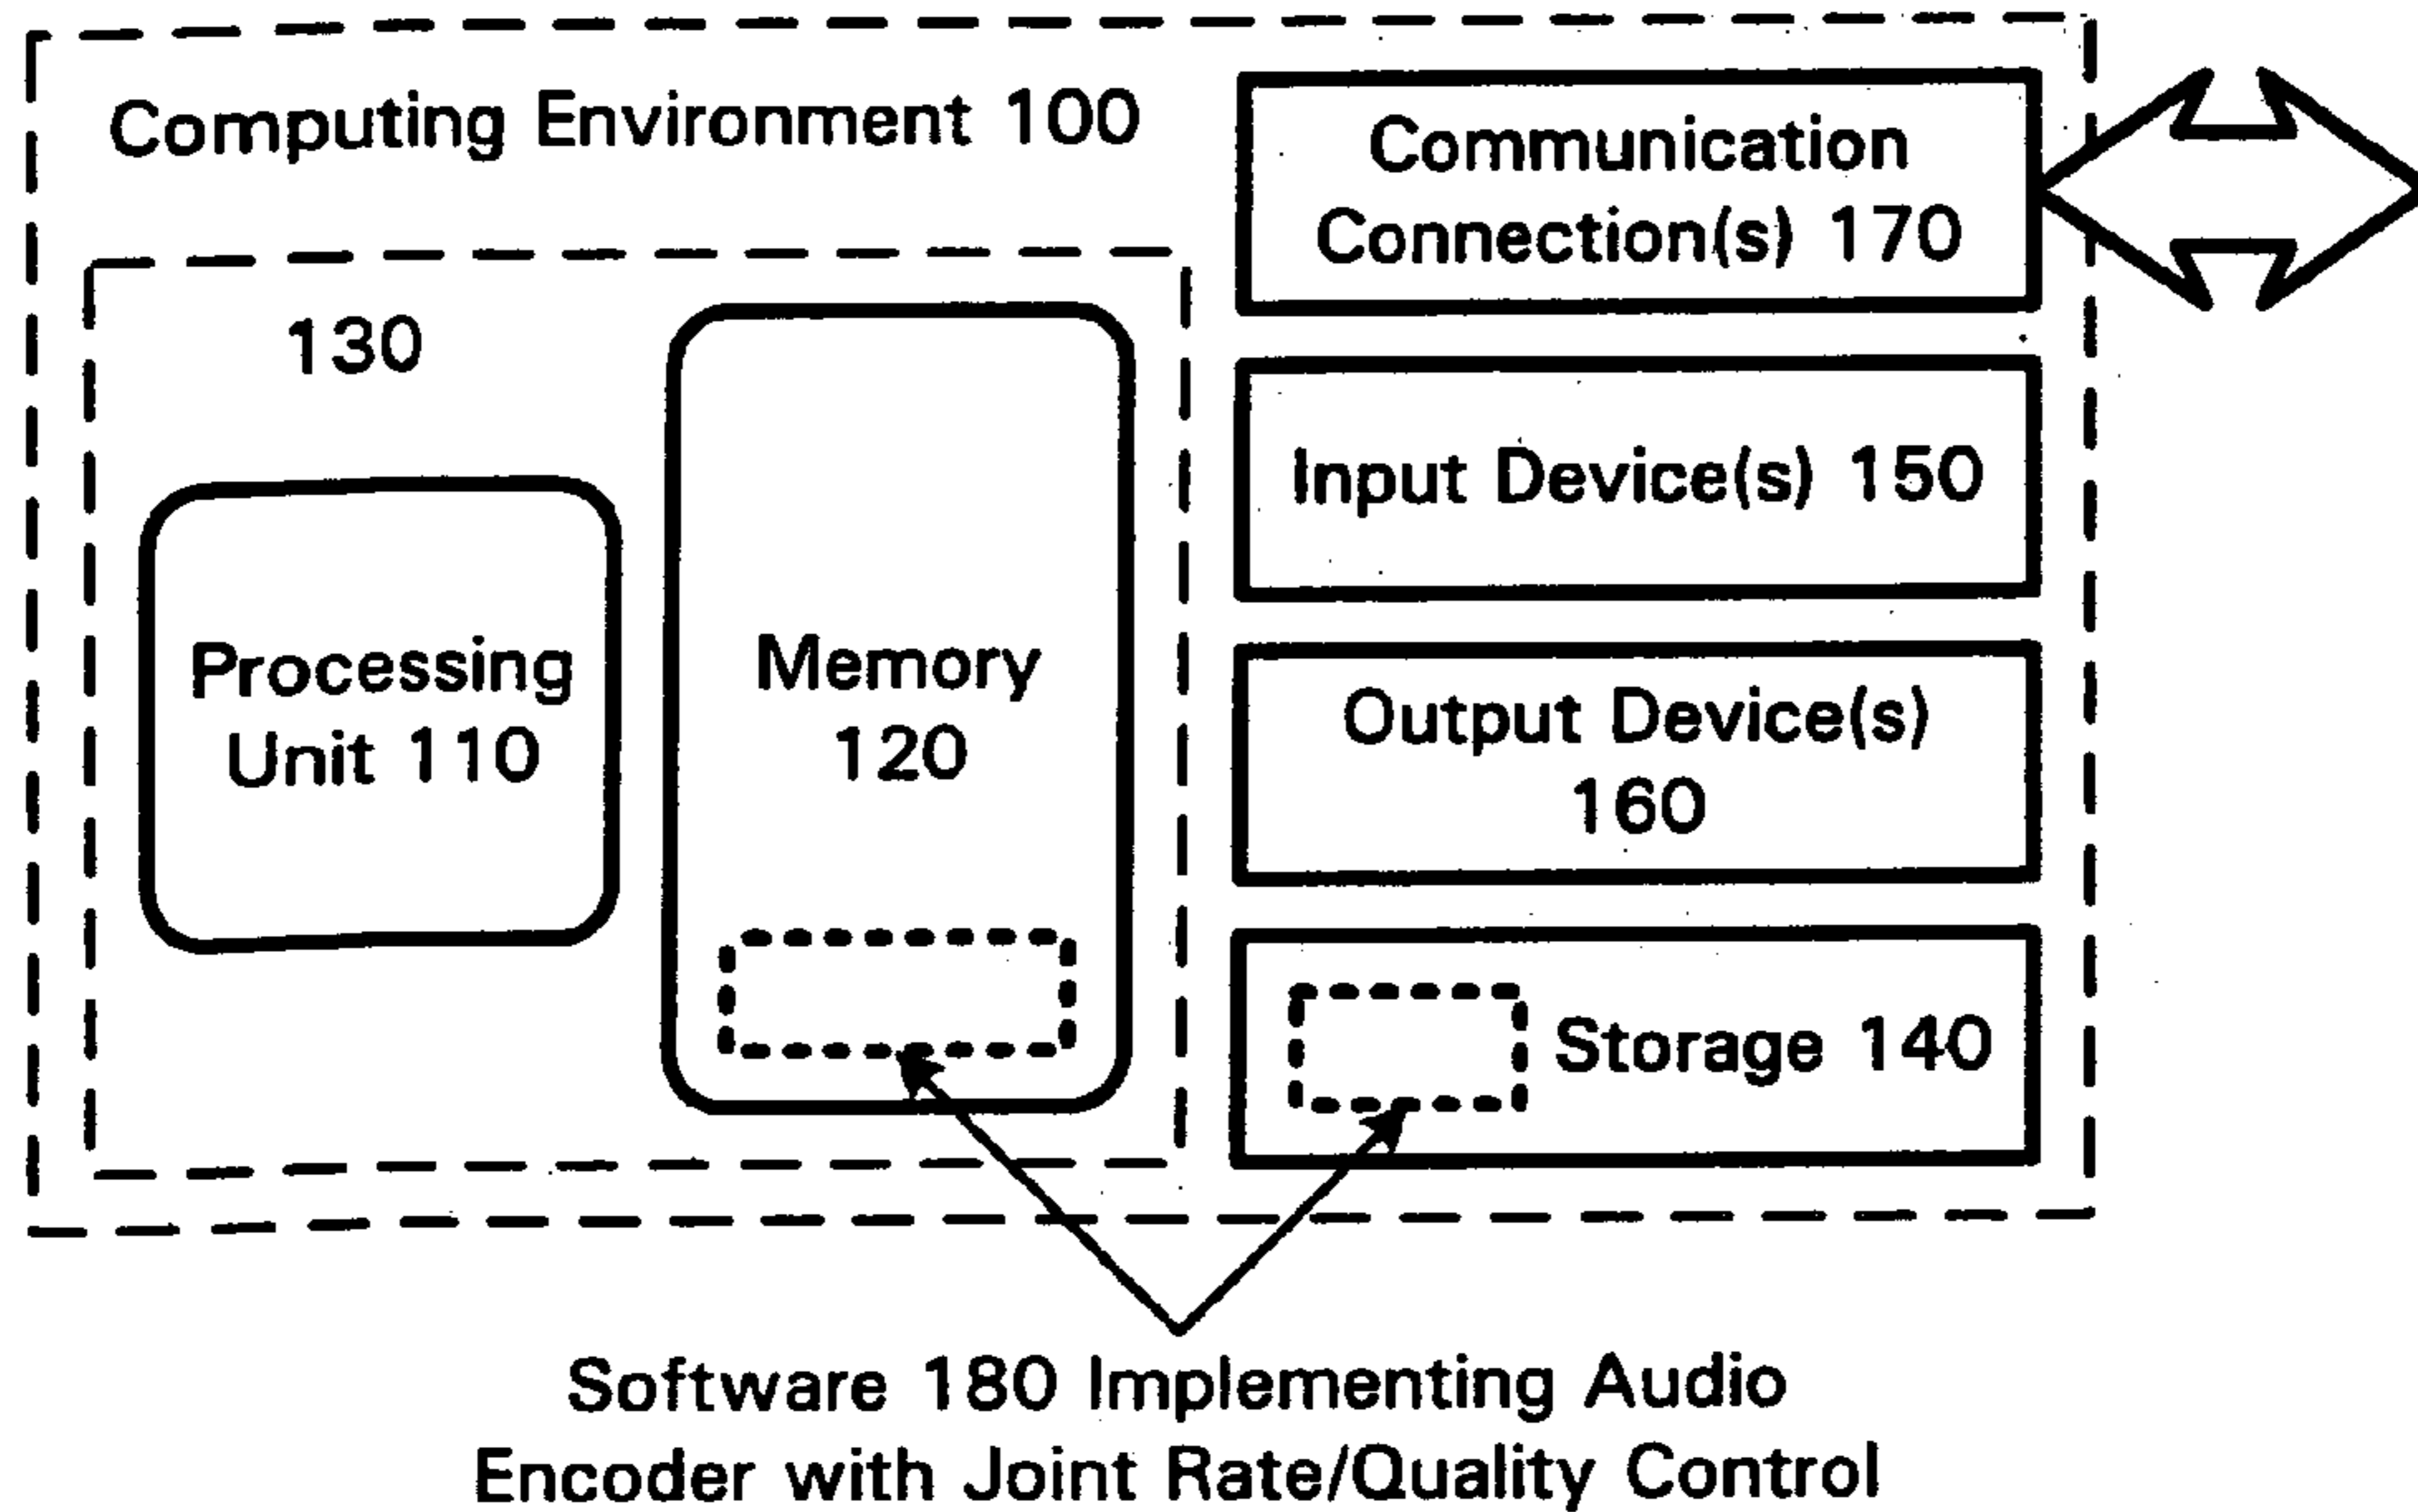 Computing Environment 100
Communication
Connection(s) 170
130
Input Device(s) 150
Processing
Unit 110
Memory
120
Output Device(s)
160
Storage 140
Software 180 Implementing Audio
Encoder with Joint Rate/Quality Control